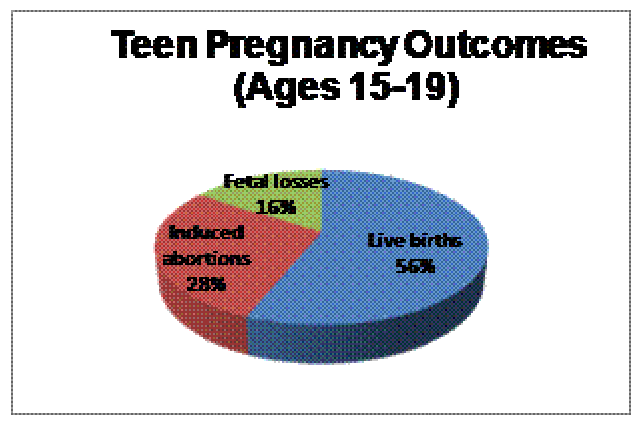 Teen Pregnancy Outcomes
(Ages 15-19)
Fetal losses
16%
Induced
abortions
28%
Live births
56%